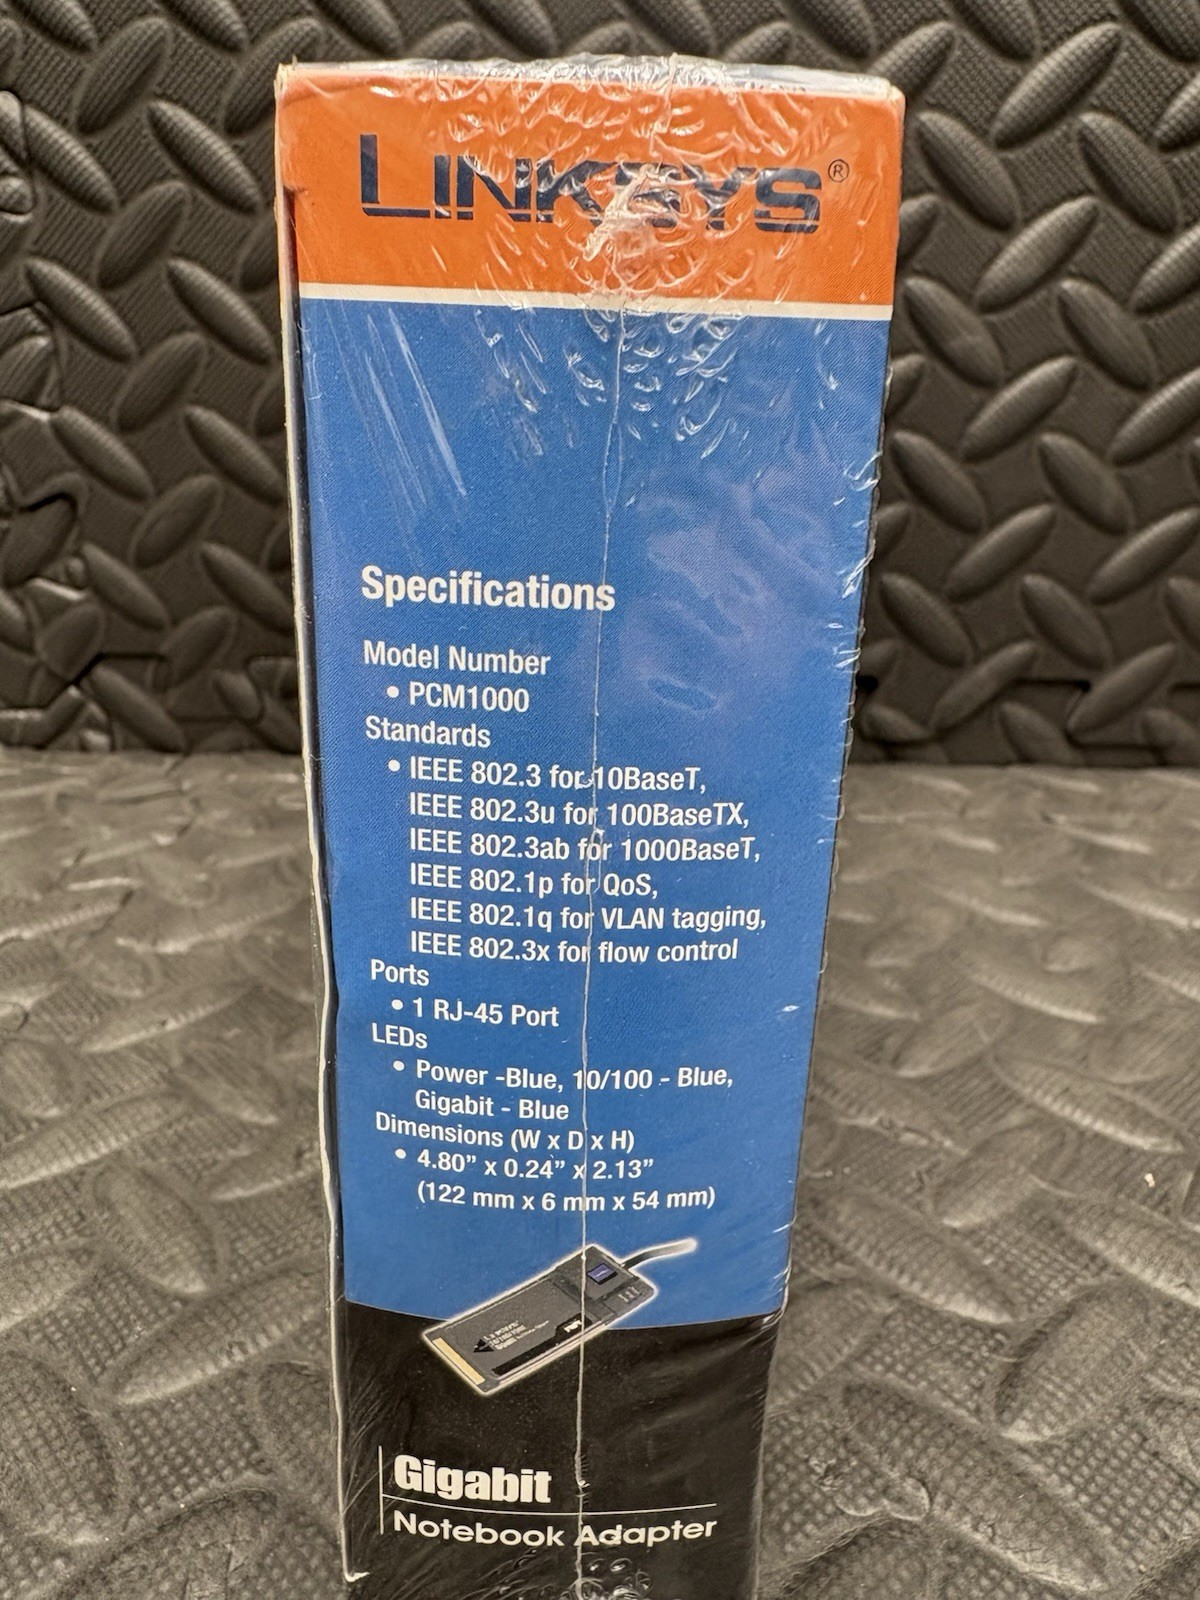 LINKSYS®
Specifications
Model Number
• PCM1000
Standards
• IEEE 802.3 for 10BaseT,
IEEE 802.3u for 100BaseTX,
IEEE 802.3ab for 1000BaseT,
IEEE 802.1p for QoS,
IEEE 802.1q for VLAN tagging,
IEEE 802.3x for flow control
Ports
• 1 RJ-45 Port
LEDs
• Power -Blue, 10/100 - Blue,
Gigabit - Blue
Dimensions (W x D x H)
• 4.80” x 0.24” x 2.13”
(122 mm x 6 mm x 54 mm)
Gigabit
Notebook Adapter